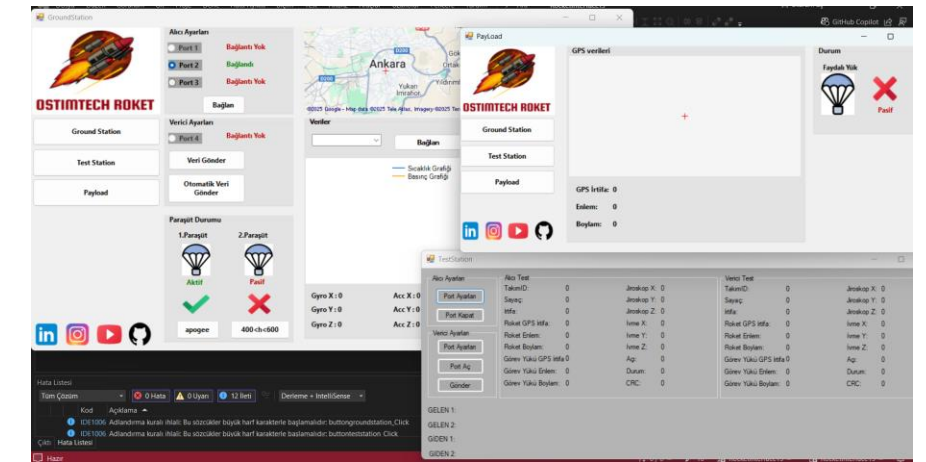 GitHub Copilot
GroundStation
OSTIMTECH ROKET
Ground Station
Test Station
Payload
Alıcı Ayarları
Port 1 Bağlantı Yok
Port 2 Bağlandı
Port 3 Bağlantı Yok
Bağlan
Verici Ayarları
Port 4 Bağlantı Yok
Veri Gönder
Otomatik Veri
Gönder
Paraşüt Durumu
1.Paraşüt 2.Paraşüt
Aktif Pasif
apogee 400<h<600
D200
Ankara
Yukarı
İmrahor
Yıldırım
©2025 Google - Map data ©2025 Tele Atlas, Imagery ©2025
Veriler
Bağlan
Sıcaklık Grafiği
Basınç Grafiği
Gyro X : 0 Acc X : 0
Gyro Y : 0 Acc Y : 0
Gyro Z : 0 Acc Z : 0
PayLoad
OSTIMTECH ROKET
Ground Station
Test Station
Payload
GPS verileri
GPS İrtifa: 0
Enlem: 0
Boylam: 0
Durum
Faydalı Yük
Pasif
TestStation
Alıcı Ayarları
Port Ayarları
Port Kapat
Verici Ayarları
Port Ayarları
Port Aç
Gönder
Alıcı Test
TakımID: 0 Jiroskop X: 0
Sayaç: 0 Jiroskop Y: 0
İrtifa: 0 Jiroskop Z: 0
Roket GPS İrtifa: 0 İvme X: 0
Roket Enlem: 0 İvme Y: 0
Roket Boylam: 0 İvme Z: 0
Görev Yükü GPS İrtifa 0 Açı: 0
Görev Yükü Enlem: 0 Durum: 0
Görev Yükü Boylam: 0 CRC: 0
Verici Test
TakımID: 0 Jiroskop X: 0
Sayaç: 0 Jiroskop Y: 0
İrtifa: 0 Jiroskop Z: 0
Roket GPS İrtifa: 0 İvme X: 0
Roket Enlem: 0 İvme Y: 0
Roket Boylam: 0 İvme Z: 0
Görev Yükü GPS İrtifa 0 Açı: 0
Görev Yükü Enlem: 0 Durum: 0
Görev Yükü Boylam: 0 CRC: 0
GELEN 1:
GELEN 2:
GİDEN 1:
GİDEN 2:
Hata Listesi
Tüm Çözüm 0 Hata 0 Uyarı 12 İleti Derleme + IntelliSense
Kod Açıklama
IDE1006 Adlandırma kuralı ihlali: Bu sözcükler büyük harf karakterle başlamalıdır: buttongroundstation_Click
IDE1006 Adlandırma kuralı ihlali: Bu sözcükler büyük harf karakterle başlamalıdır: buttonteststation_Click
Çıktı Hata Listesi
Hazır